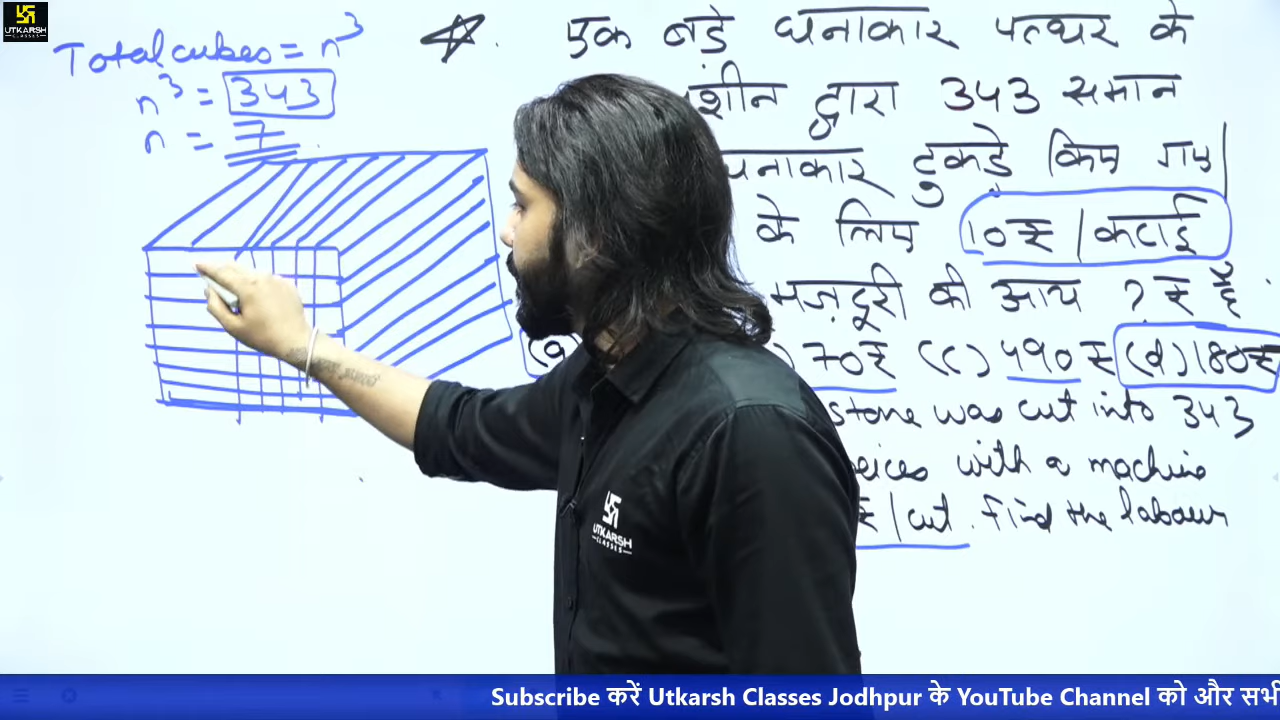 UTKARSH
CLASSES
Total cubes = n³
n³ = 343
n = 7
एक बड़े घनाकार पत्थर के
शीन द्वारा 343 समान
घनाकार टुकड़े किए गए|
के लिए 10₹ / कटाई
मज़दूरी की आय ? ₹ है
(a) ) 70₹ (c) 490 ₹ (d) 180₹
stone was cut into 343
with a machine
₹ / cut. find the labour
UTKARSH
CLASSES
Subscribe करें Utkarsh Classes Jodhpur के YouTube Channel को और सभी